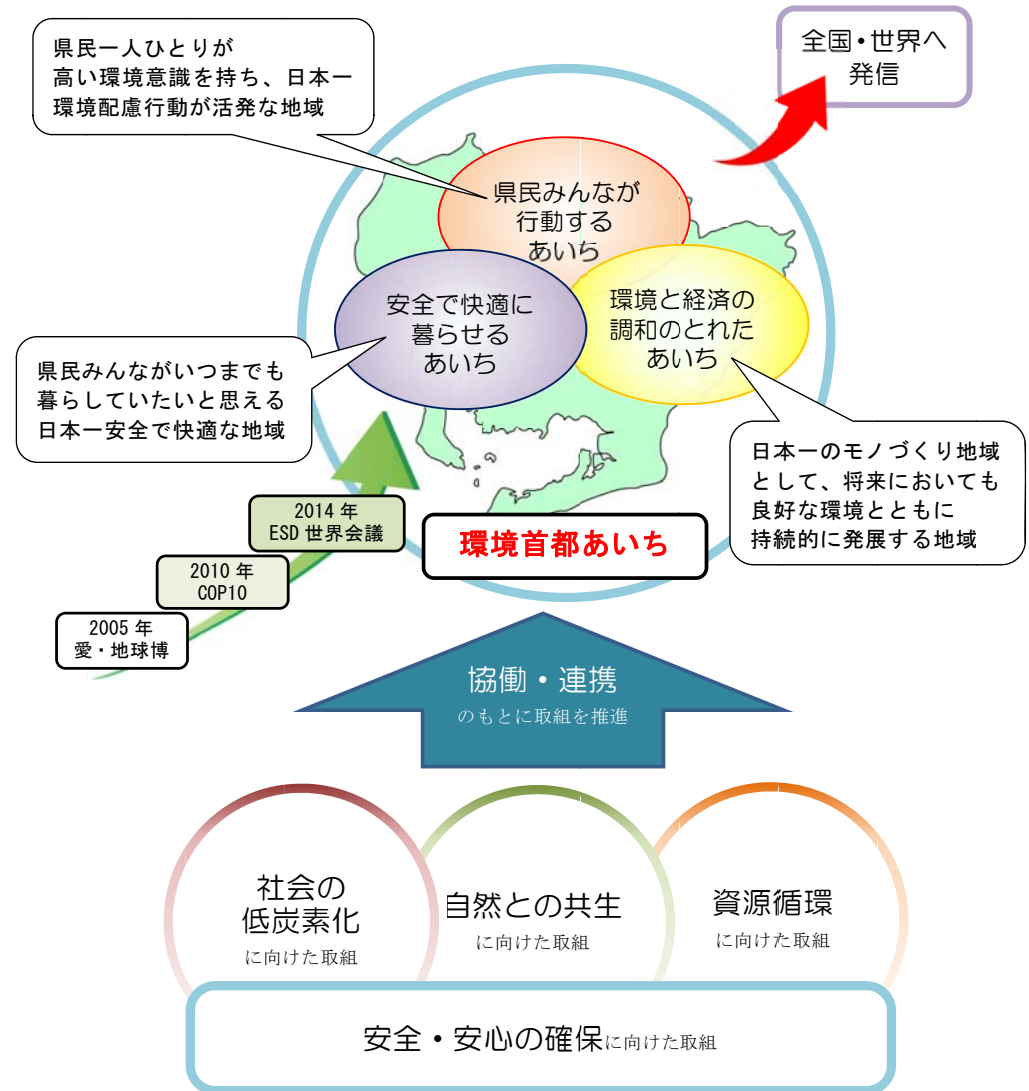 県民一人ひとりが
高い環境意識を持ち、日本一
環境配慮行動が活発な地域
全国・世界へ
発信
県民みんなが
行動する
あいち
安全で快適に
暮らせる
あいち
環境と経済の
調和のとれた
あいち
県民みんながいつまでも
暮らしていたいと思える
日本一安全で快適な地域
日本一のモノづくり地域
として、将来においても
良好な環境とともに
持続的に発展する地域
2014 年
ESD 世界会議
環境首都あいち
2010 年
COP10
2005 年
愛・地球博
協働・連携
のもとに取組を推進
社会の
低炭素化
に向けた取組
自然との共生
に向けた取組
資源循環
に向けた取組
安全・安心の確保に向けた取組